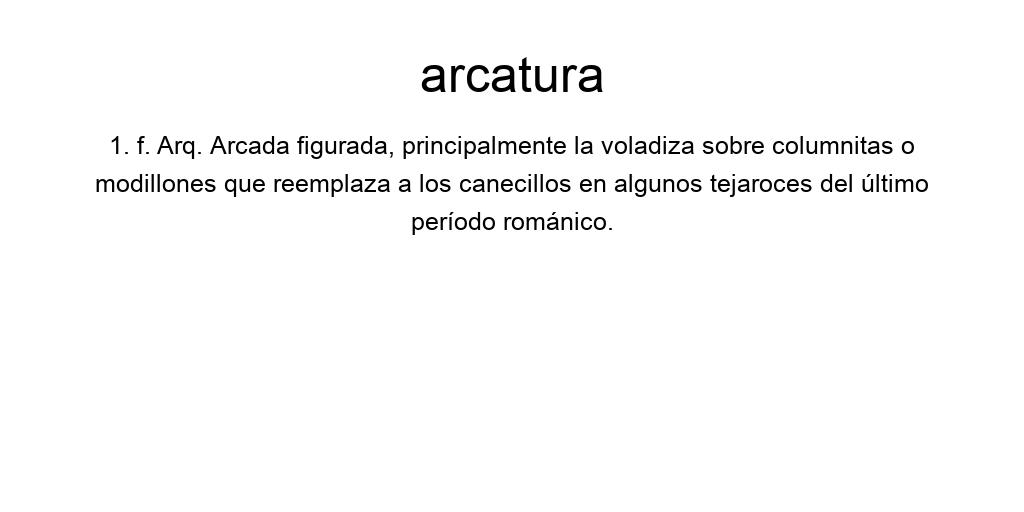 arcatura
1. f. Arq. Arcada figurada, principalmente la voladiza sobre columnitas o
modillones que reemplaza a los canecillos en algunos tejaroces del último
período románico.